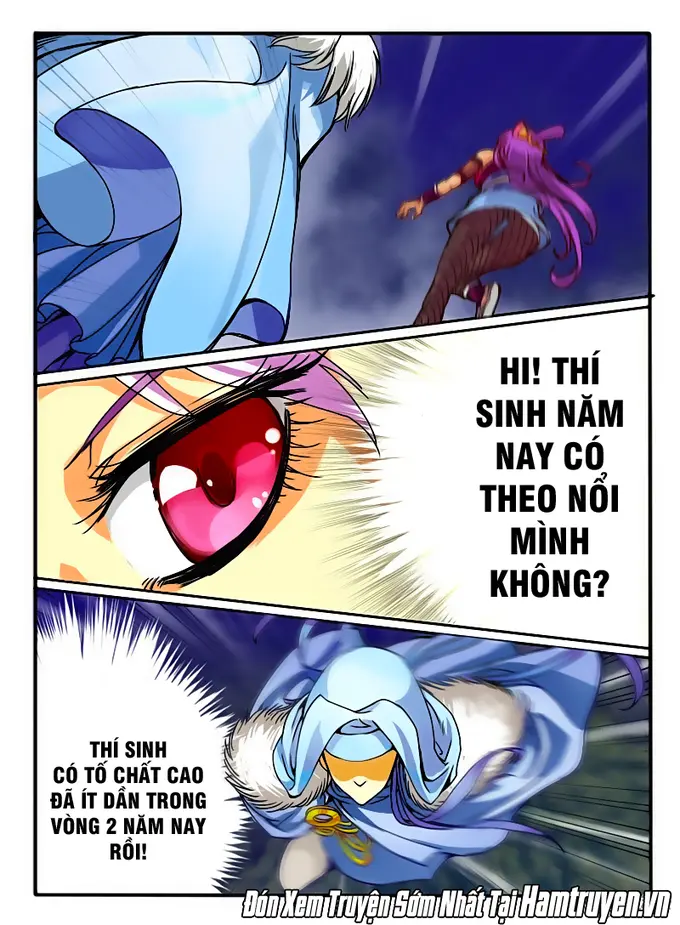 HI! THÍ
SINH NĂM
NAY CÓ
THEO NỔI
MÌNH
KHÔNG?
THÍ SINH
CÓ TỐ CHẤT CAO
ĐÃ ÍT DẦN TRONG
VÒNG 2 NĂM NAY
RỒI!
Đón Xem Truyện Sớm Nhất Tại Hamtruyen.vn